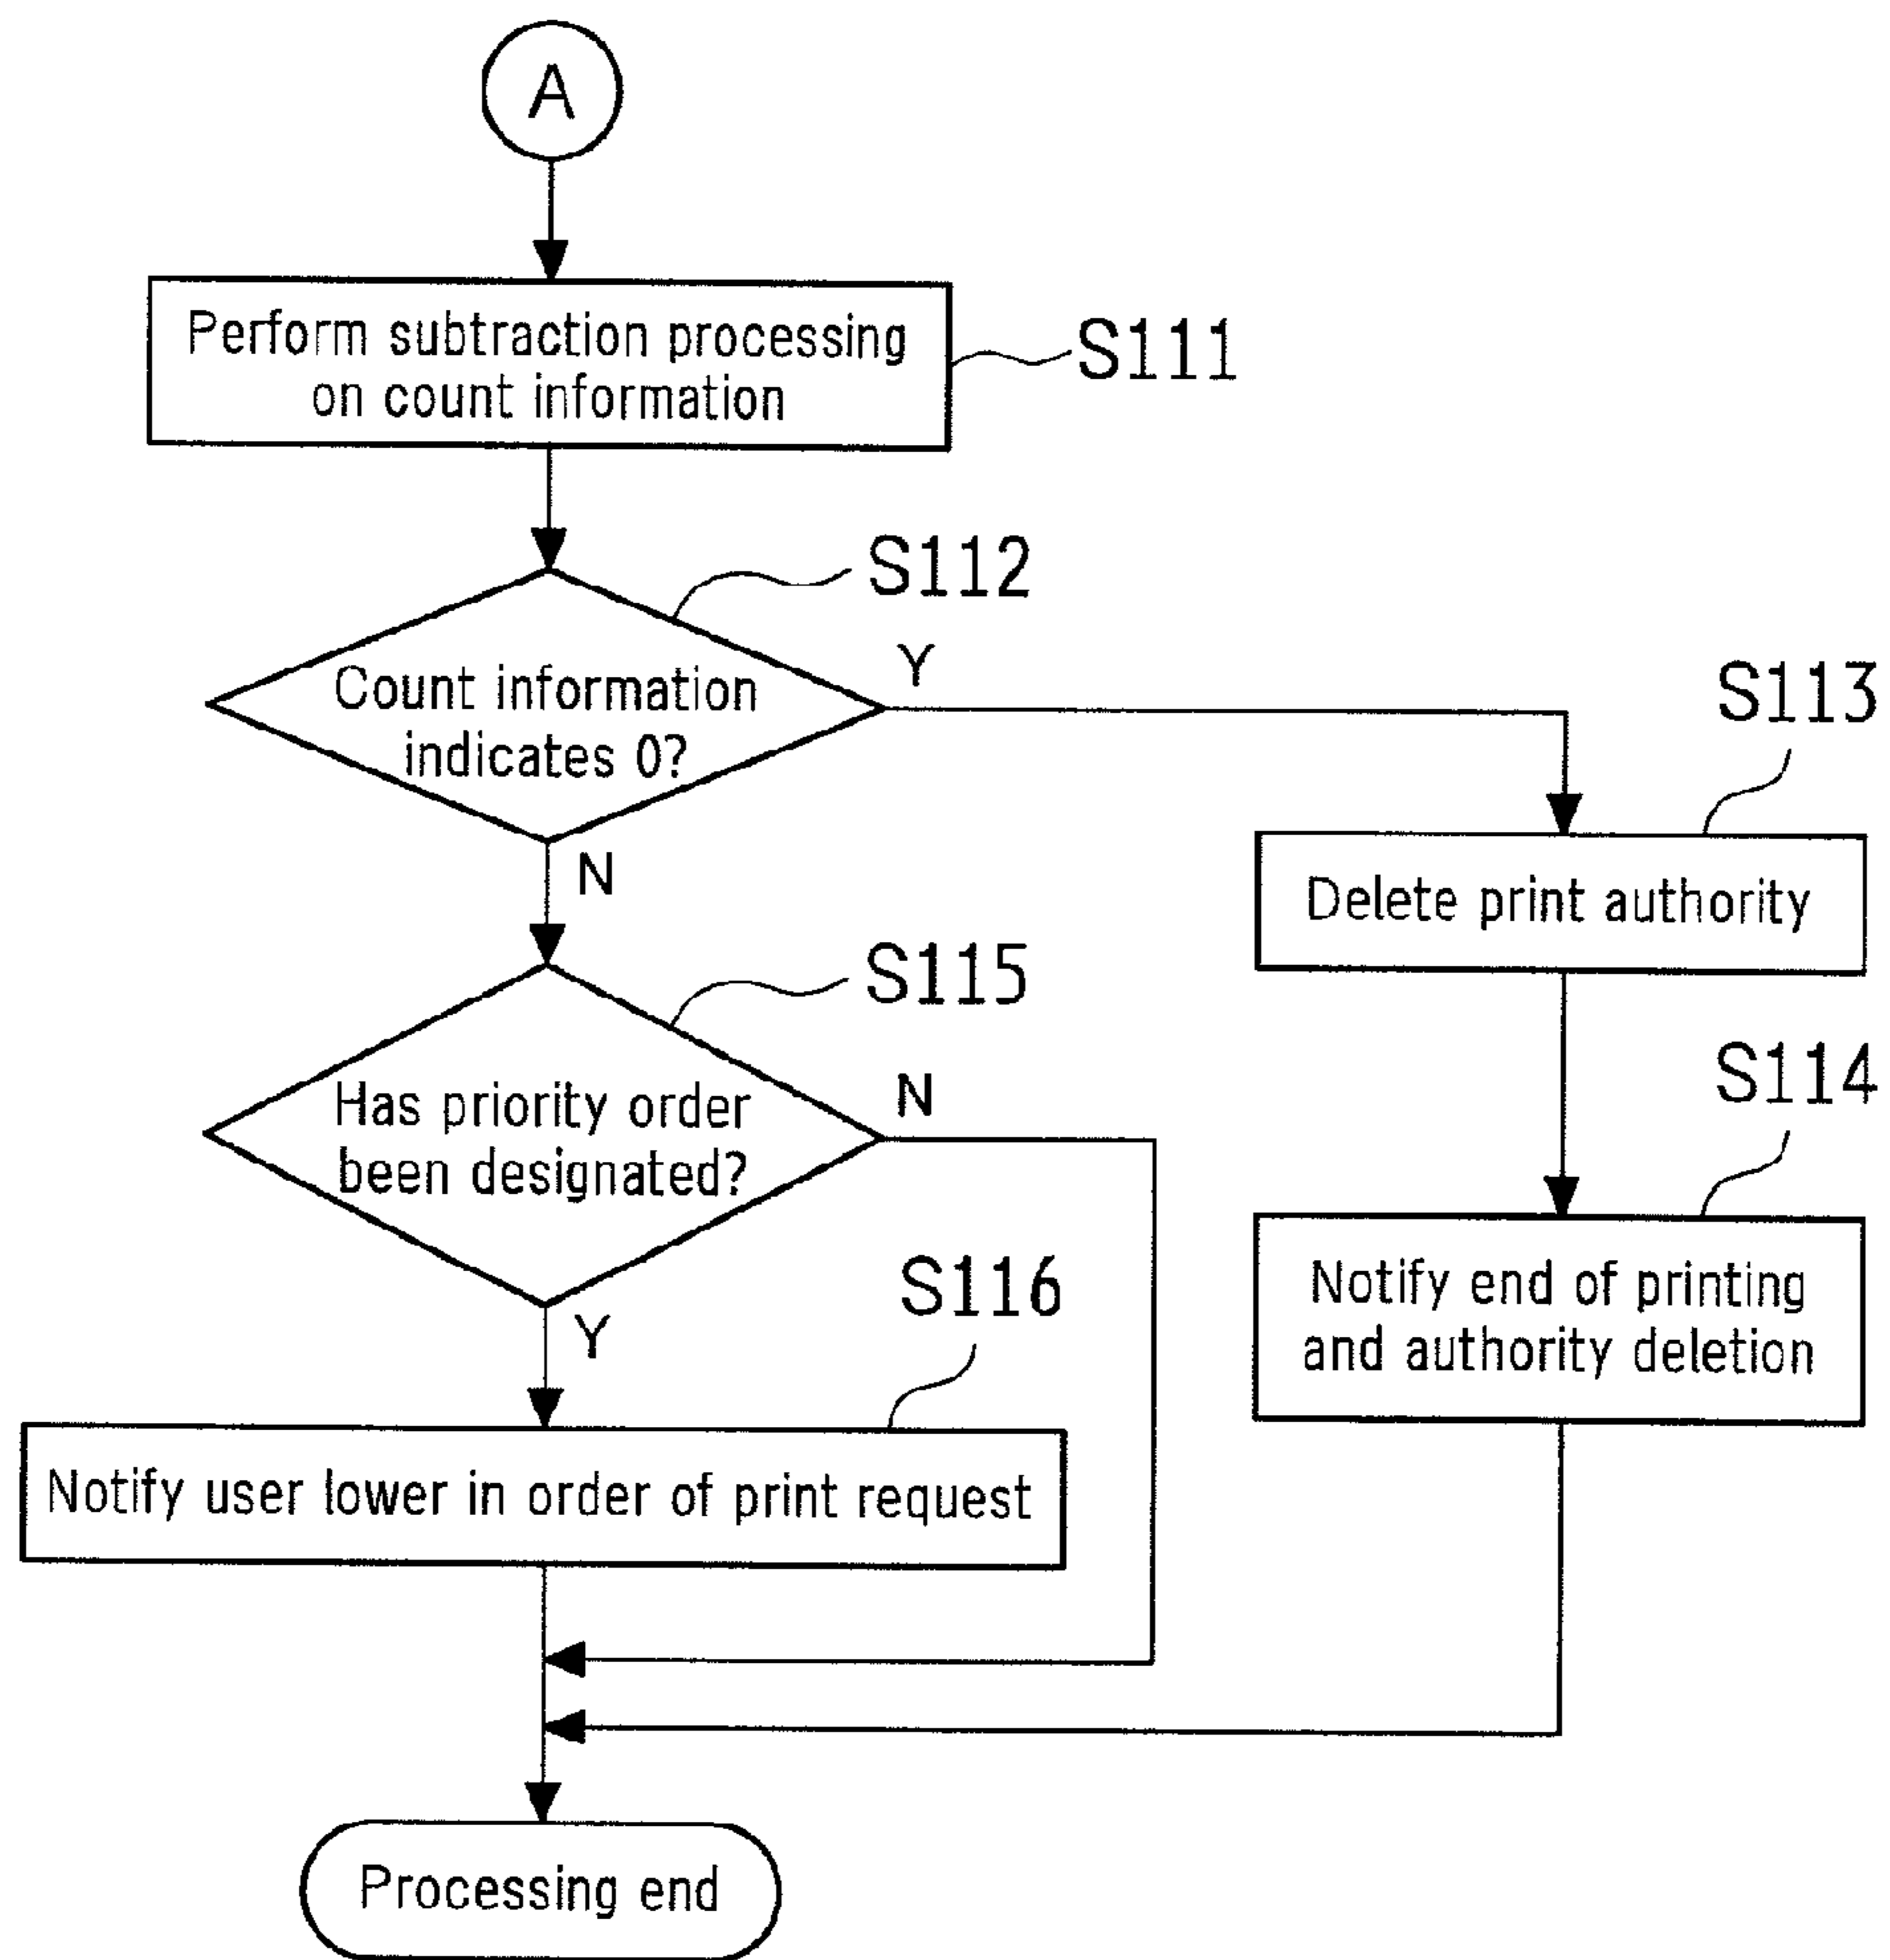 A
Perform subtraction processing
on count information
S111
S112
Count information
indicates 0?
Y
N
S113
Delete print authority
S115
Has priority order
been designated?
N
Y
S114
Notify end of printing
and authority deletion
S116
Notify user lower in order of print request
Processing end